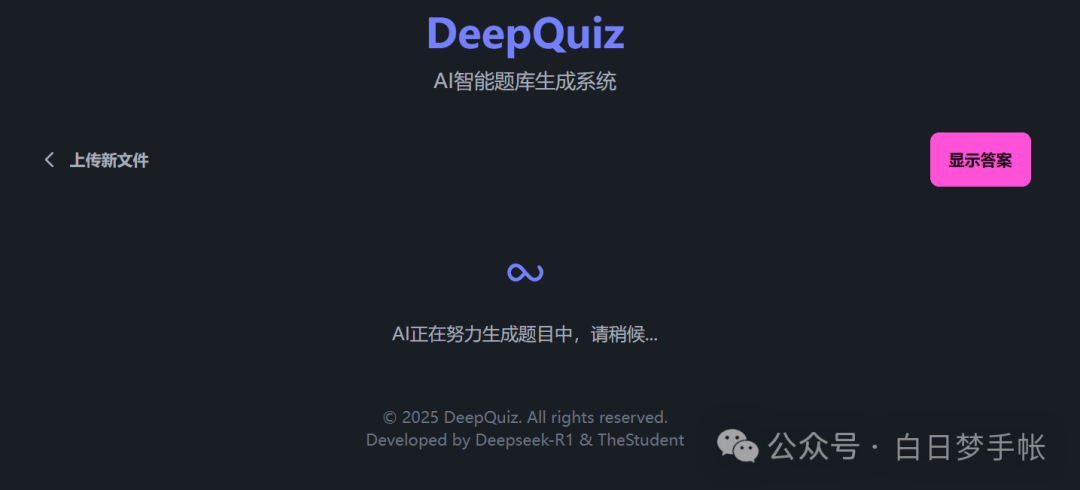 DeepQuiz
AI智能题库生成系统
上传新文件
显示答案
AI正在努力生成题目中，请稍候...
© 2025 DeepQuiz. All rights reserved.
Developed by Deepseek-R1 & TheStudent
公众号 · 白日梦手帐